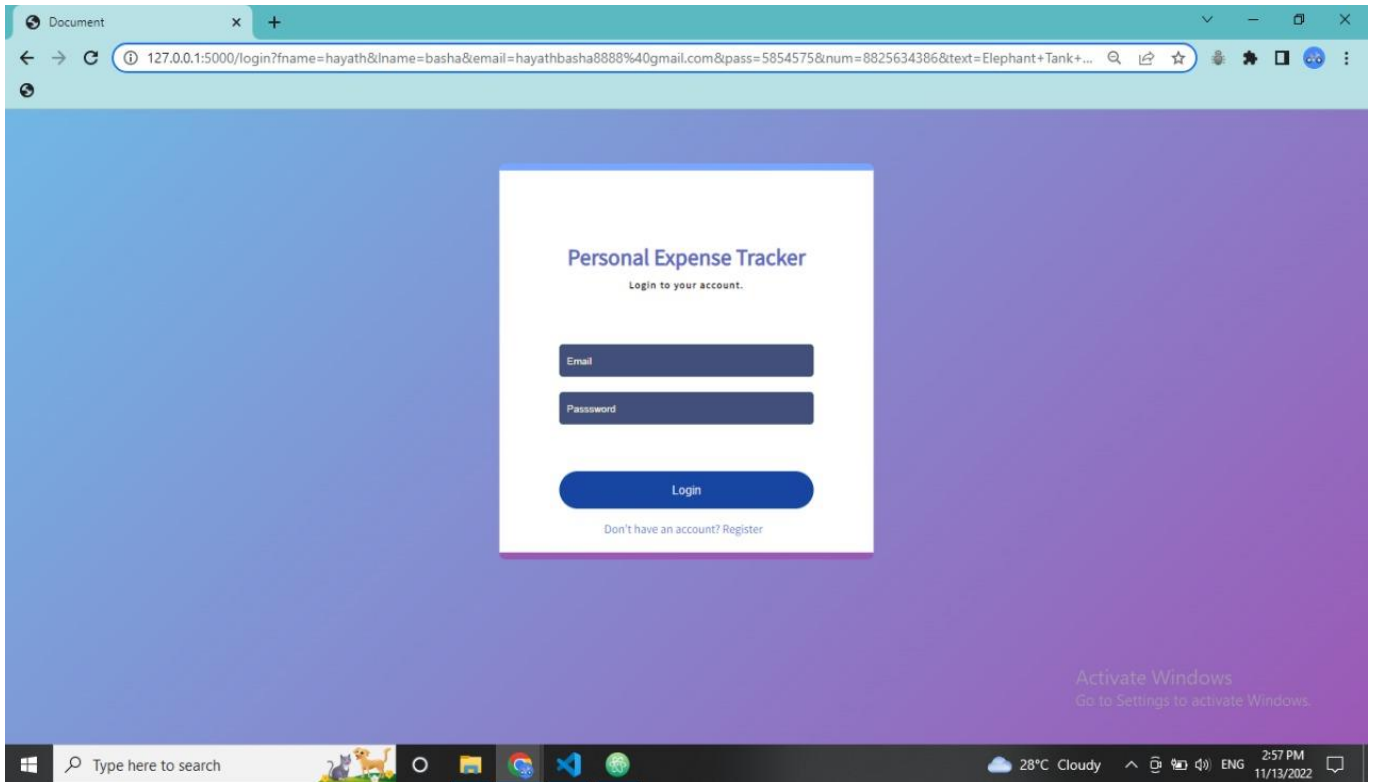 Document
127.0.0.1:5000/login?fname=hayath&lname=basha&email=hayathbasha8888%40gmail.com&pass=5854575&num=8825634386&text=Elephant+Tank+...
Personal Expense Tracker
Login to your account.
Email
Passsword
Login
Don't have an account? Register
Activate Windows
Go to Settings to activate Windows.
Type here to search
28°C Cloudy
ENG
2:57 PM
11/13/2022